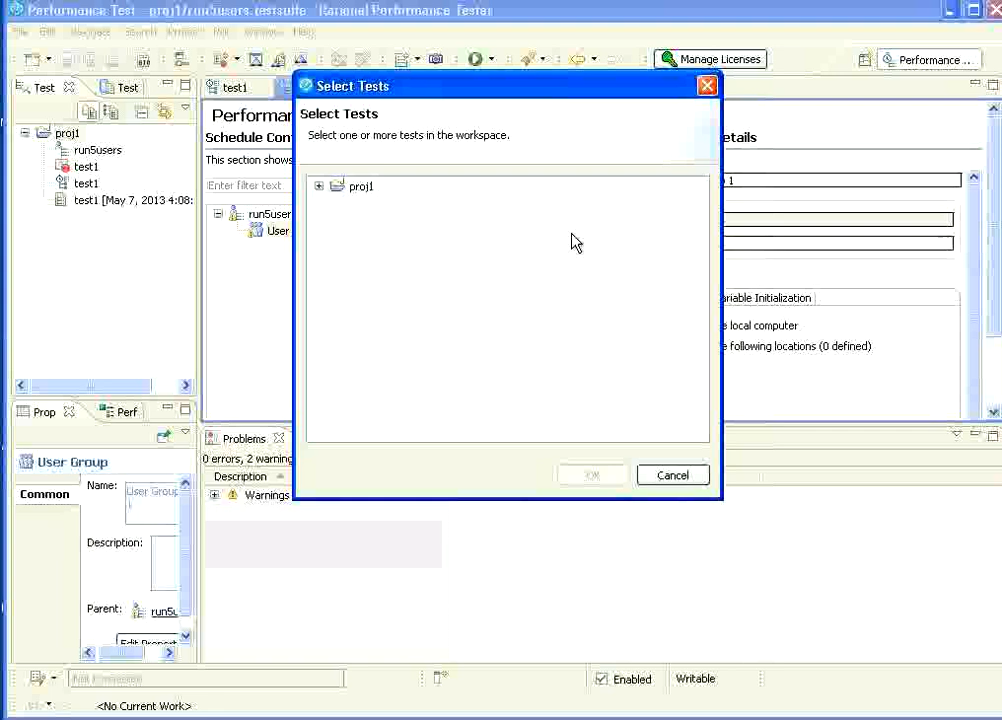 Performance Test - proj1/run5users.testsuite - Rational Performance Tester
Manage Licenses
Performance ...
Test
Test
test1
proj1
run5users
test1
test1
test1 [May 7, 2013 4:08:
Performan
Schedule Con
This section shows
Enter filter text
run5user
User
Select Tests
Select Tests
Select one or more tests in the workspace.
proj1
OK
Cancel
etails
1
ariable Initialization
e local computer
e following locations (0 defined)
Prop
Perf
User Group
Common
Name:
User Group
Description:
Parent:
run5u
Edit Propert
Problems
0 errors, 2 warning
Description
Warnings
Enabled
Writable
<No Current Work>